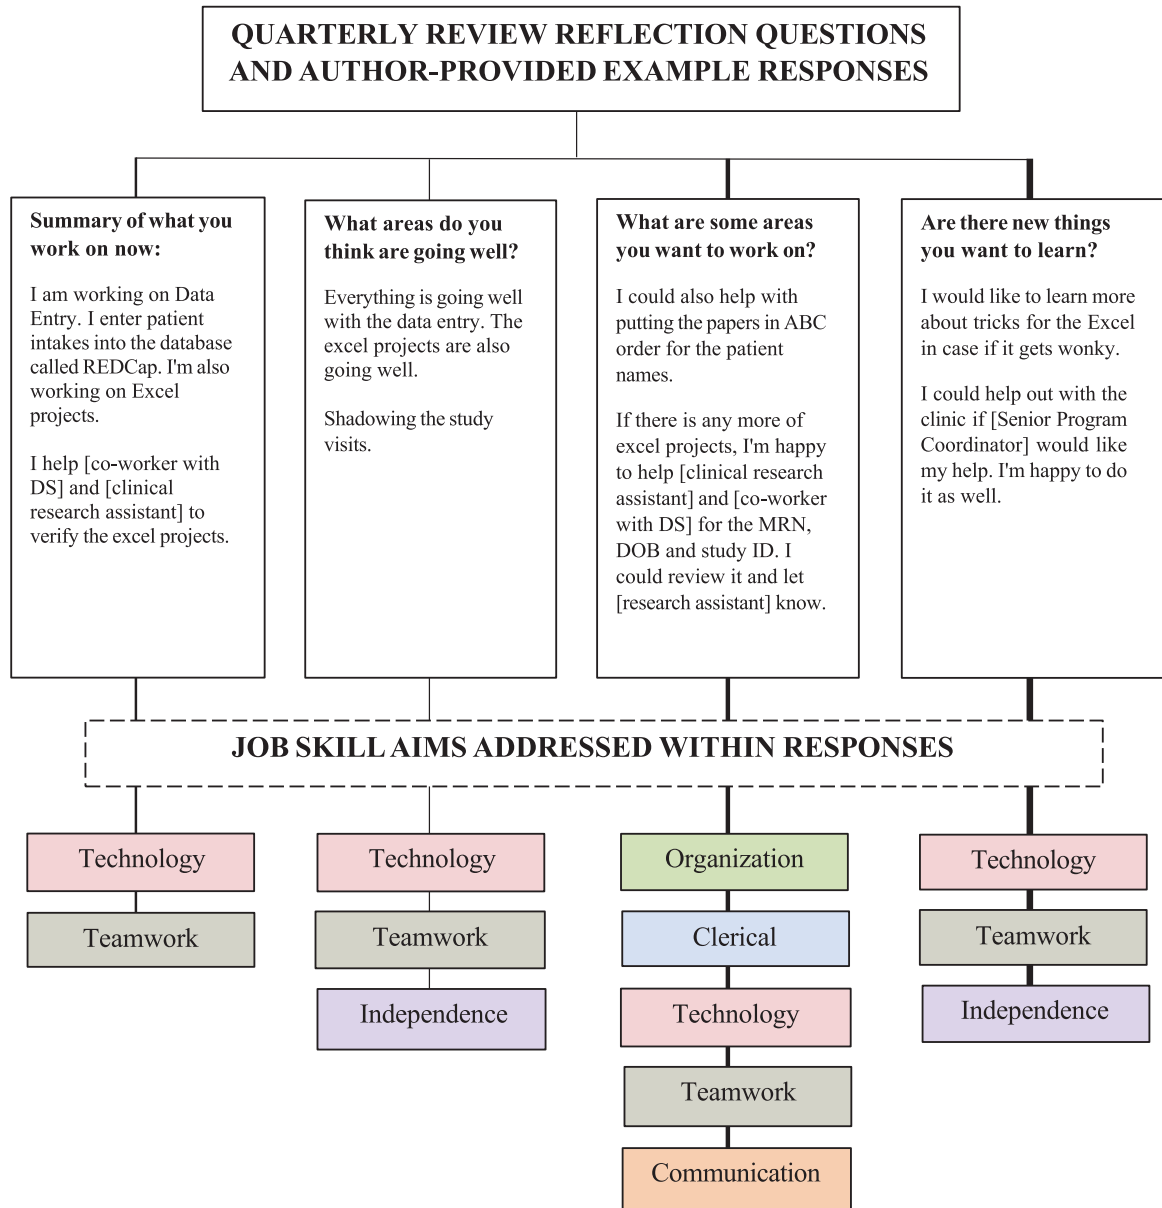 QUARTERLY REVIEW REFLECTION QUESTIONS
AND AUTHOR-PROVIDED EXAMPLE RESPONSES
Summary of what you
work on now:
I am working on Data
Entry. I enter patient
intakes into the database
called REDCap. I'm also
working on Excel
projects.
I help [co-worker with
DS] and [clinical
research assistant] to
verify the excel projects.
What areas do you
think are going well?
Everything is going well
with the data entry. The
excel projects are also
going well.
Shadowing the study
visits.
What are some areas
you want to work on?
I could also help with
putting the papers in ABC
order for the patient
names.
If there is any more of
excel projects, I'm happy
to help [clinical research
assistant] and [co-worker
with DS] for the MRN,
DOB and study ID. I
could review it and let
[research assistant] know.
Are there new things
you want to learn?
I would like to learn more
about tricks for the Excel
in case if it gets wonky.
I could help out with the
clinic if [Senior Program
Coordinator] would like
my help. I'm happy to do
it as well.
JOB SKILL AIMS ADDRESSED WITHIN RESPONSES
Technology
Teamwork
Technology
Teamwork
Independence
Organization
Clerical
Technology
Teamwork
Communication
Technology
Teamwork
Independence